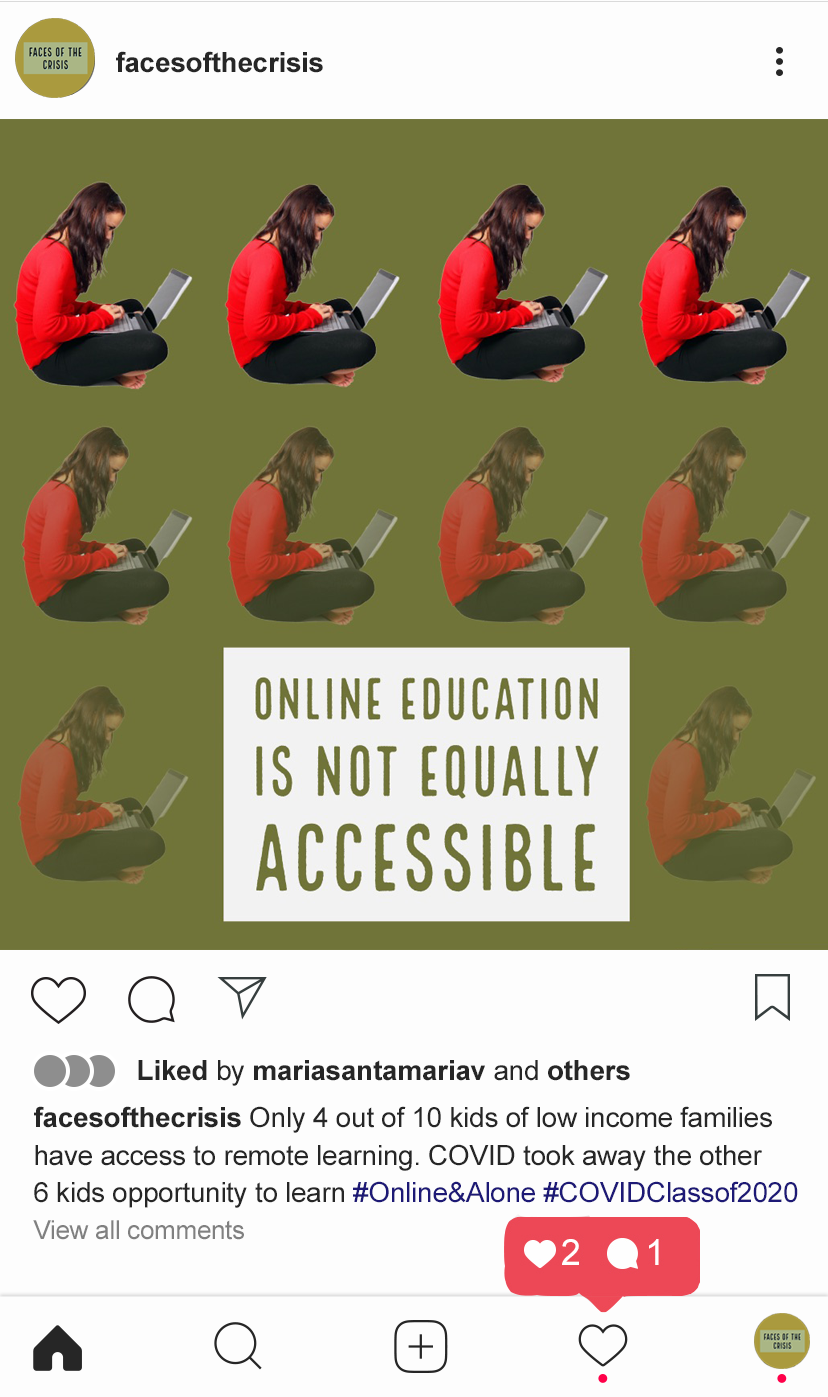 FACES OF THE
CRISIS
facesofthecrisis
ONLINE EDUCATION
IS NOT EQUALLY
ACCESSIBLE
Liked by mariasantamariav and others
facesofthecrisis Only 4 out of 10 kids of low income families
have access to remote learning. COVID took away the other
6 kids opportunity to learn #Online&Alone #COVIDClassof2020
View all comments
2 1
FACES OF THE
CRISIS